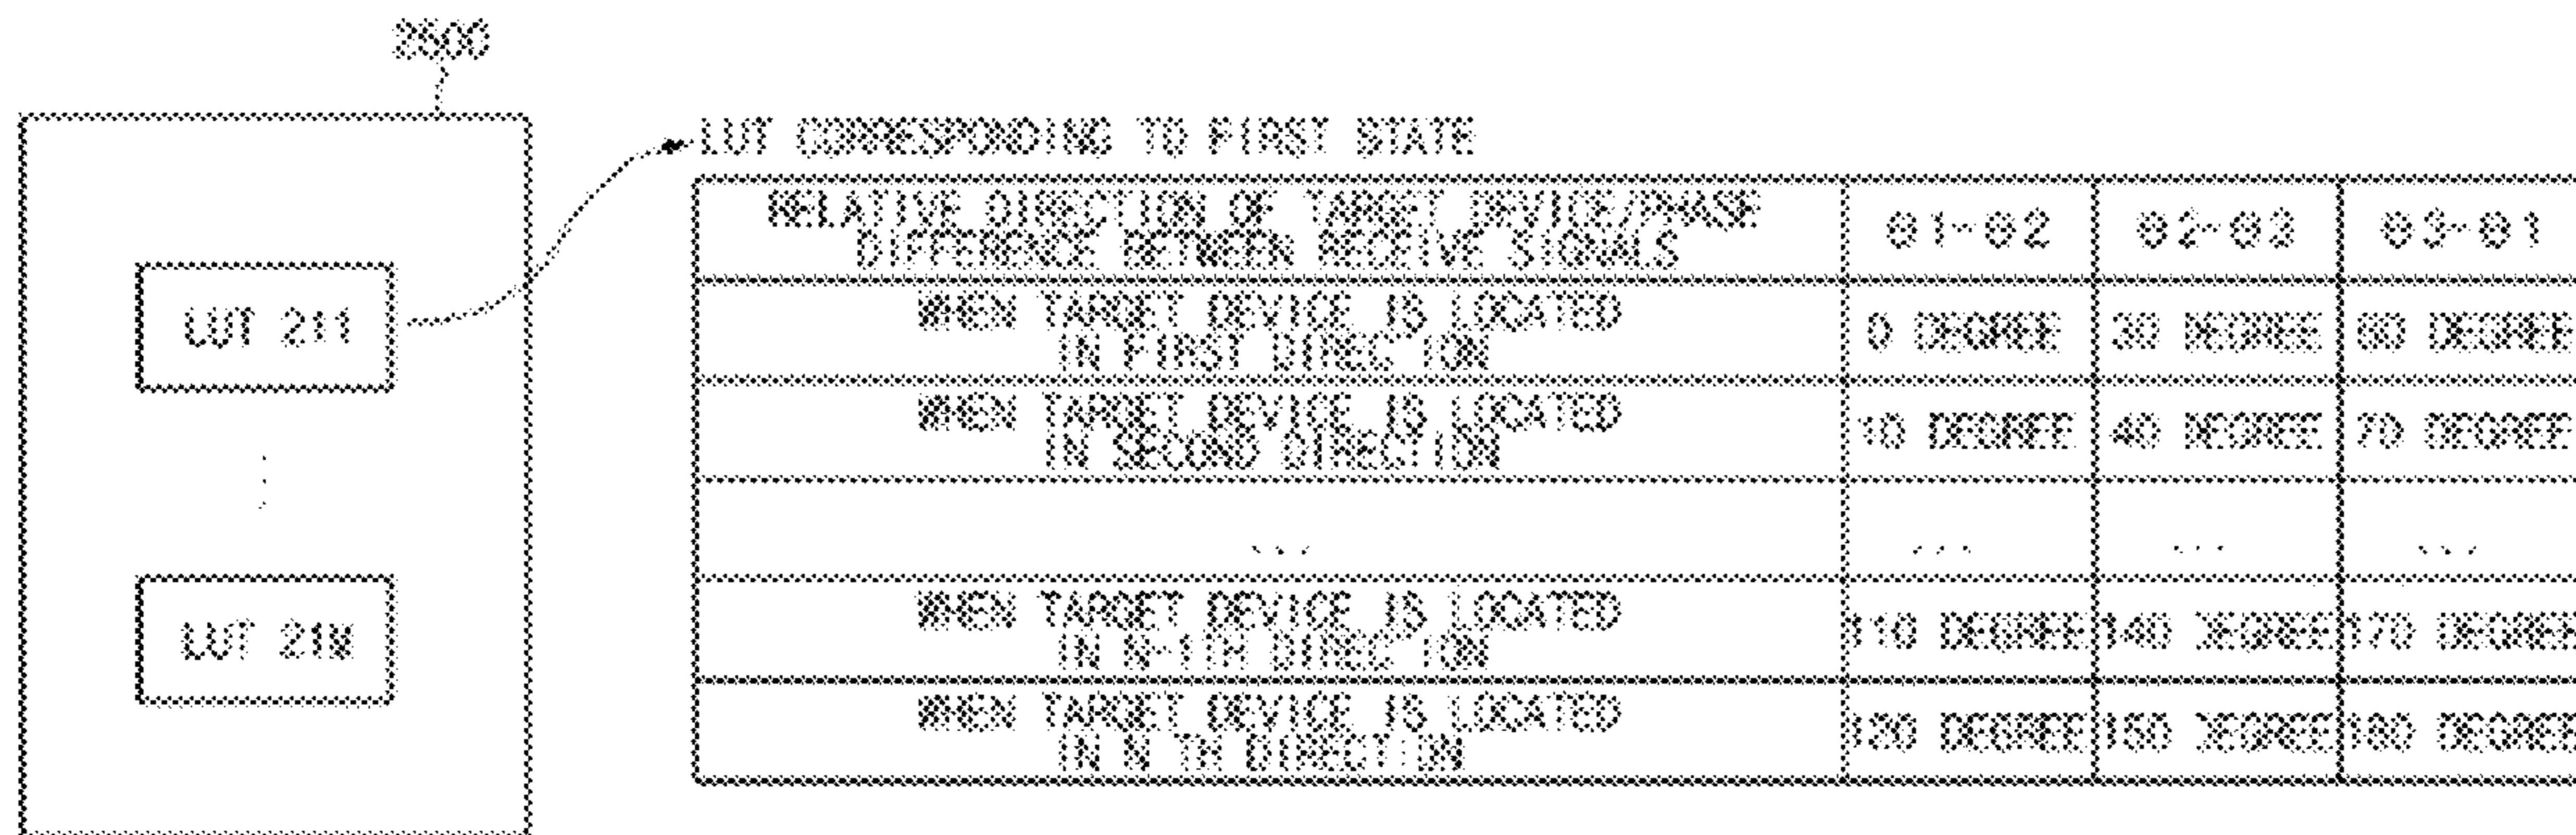 2600
LUT CORRESPONDING TO FIRST STATE
RELATIVE DIRECTION OF TARGET DEVICE/PHASE
DIFFERENCE BETWEEN RECEIVE SIGNALS
Θ1-Θ2
Θ2-Θ3
Θ3-Θ1
LUT 211
WHEN TARGET DEVICE IS LOCATED
IN FIRST DIRECTION
0 DEGREE
30 DEGREE
60 DEGREE
WHEN TARGET DEVICE IS LOCATED
IN SECOND DIRECTION
10 DEGREE
40 DEGREE
70 DEGREE
...
...
...
...
LUT 21N
WHEN TARGET DEVICE IS LOCATED
IN N-1TH DIRECTION
110 DEGREE
140 DEGREE
170 DEGREE
WHEN TARGET DEVICE IS LOCATED
IN N TH DIRECTION
120 DEGREE
DEGREE
180 DEGREE